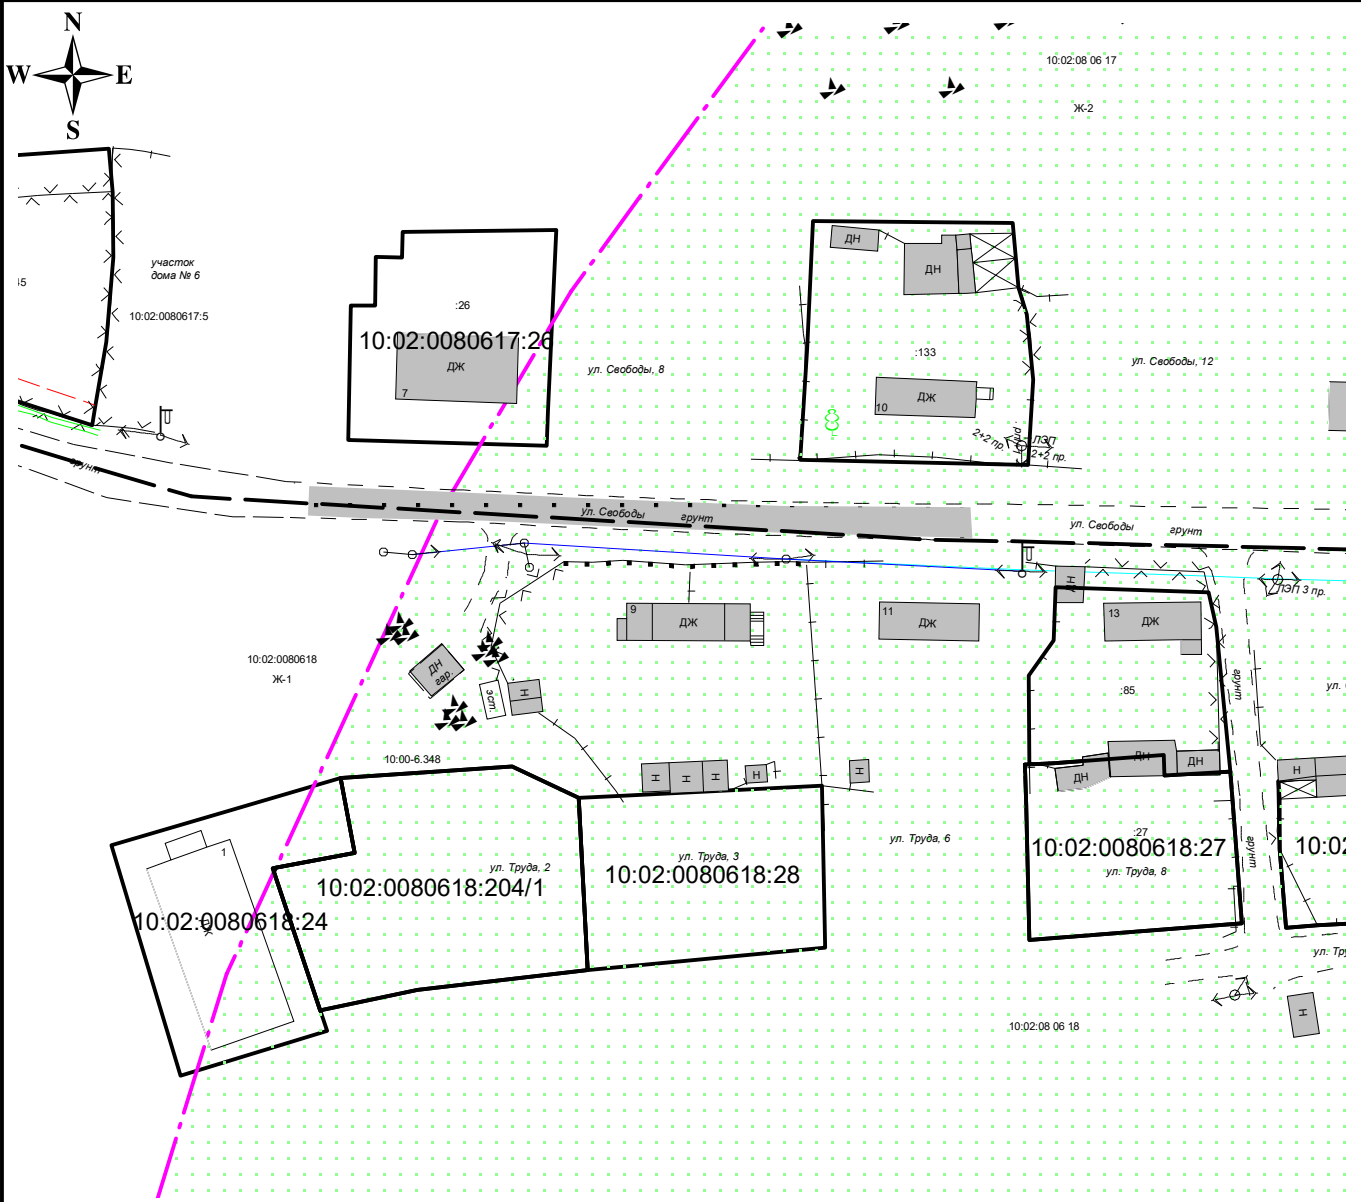 N
W E
S
10:02:08 06 17
Ж-2
участок
дома № 6
10:02:0080617:5
:26
10:02:0080617:26
ДЖ
7
ул. Свободы, 8
ДН
ДН
:133
ДЖ
10
ул. Свободы, 12
2+2 пр.
ЛЭП
2+2 пр.
грунт
ул. Свободы
грунт
ул. Свободы
грунт
ЛЭП 3 пр.
9
ДЖ
11
ДЖ
ДН
13
ДЖ
:85
грунт
ул.
10:02:0080618
Ж-1
ДН
гар.
э.ст.
Н
10:00-6.348
Н
Н
Н
Н
Н
ДН
ДН
ДН
Н
1
ул. Труда, 2
10:02:0080618:204/1
ул. Труда, 3
10:02:0080618:28
ул. Труда, 6
:27
10:02:0080618:27
ул. Труда, 8
грунт
10:02:0080618:24
10:02:08 06 18
Н